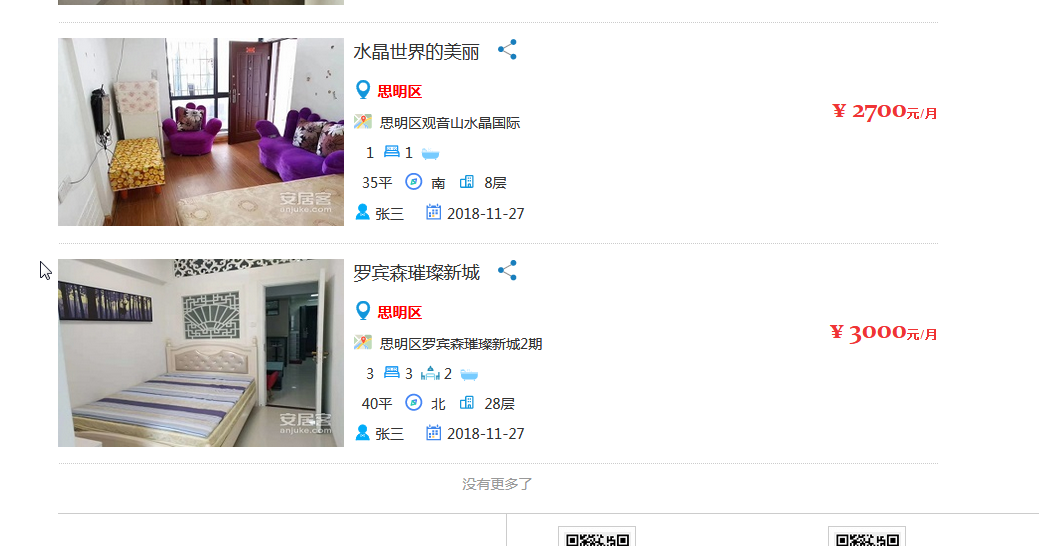 水晶世界的美丽
思明区
思明区观音山水晶国际
1 1
35平 南 8层
张三 2018-11-27
¥ 2700元/月
安居客
anjuke.com
罗宾森璀璨新城
思明区
思明区罗宾森璀璨新城2期
3 3 2
40平 北 28层
张三 2018-11-27
¥ 3000元/月
安居客
anjuke.com
没有更多了